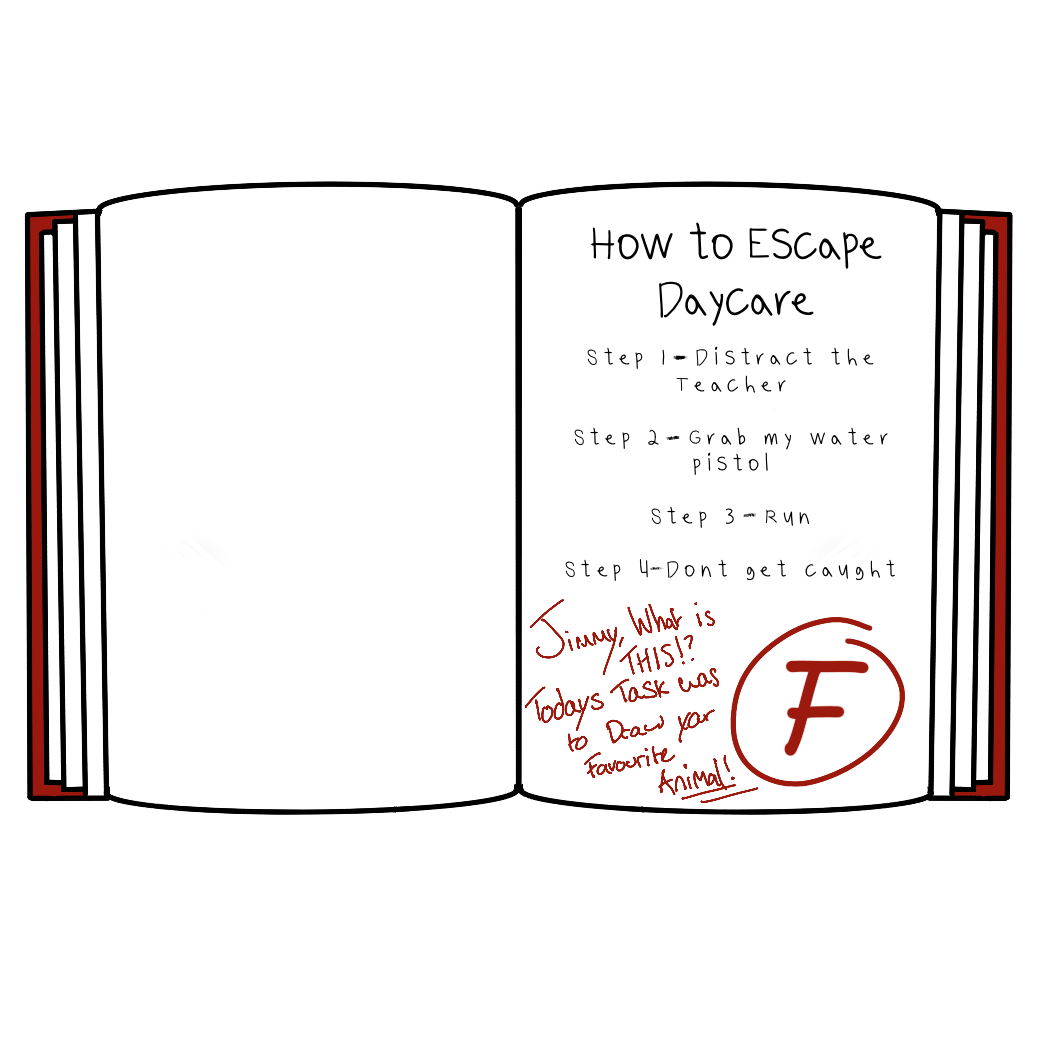 How to Escape
Daycare
Step 1-Distract the
Teacher
Step 2-Grab my water
pistol
Step 3-Run
Step 4-Dont get caught
Jimmy, What is
THIS!?
Todays Task was
to Draw your
Favourite
Animal!
F